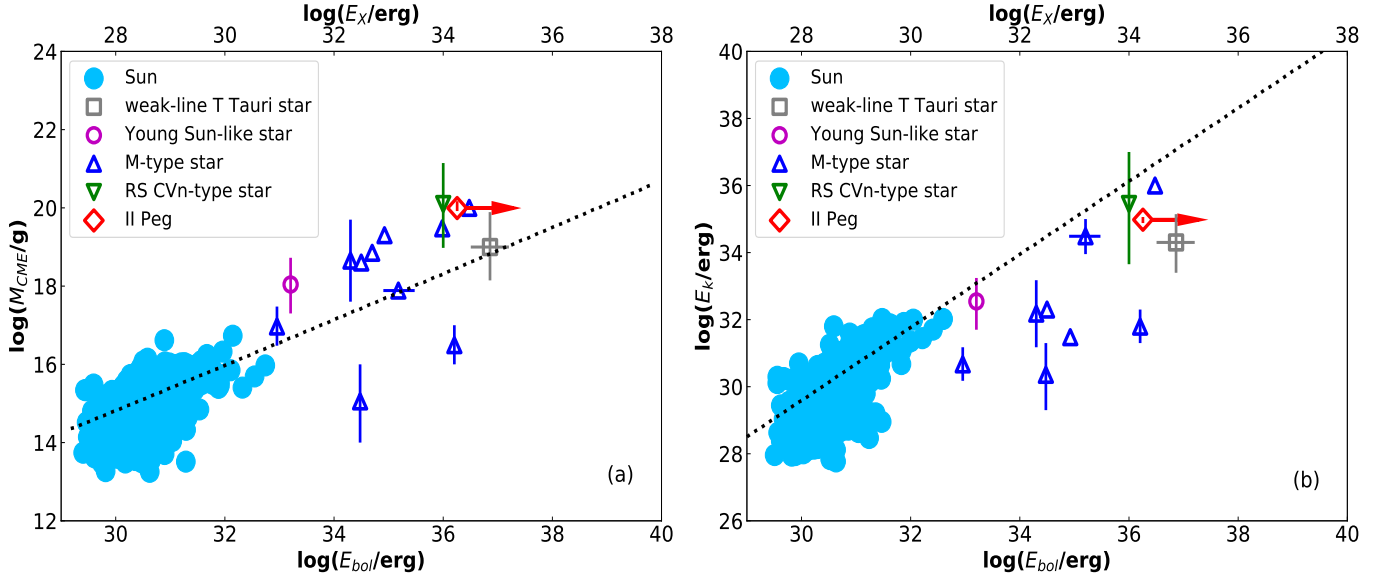 log(E_X/erg)
28 30 32 34 36 38
24
22
20
18
16
14
12
log(M_CME/g)
Sun
weak-line T Tauri star
Young Sun-like star
M-type star
RS CVn-type star
II Peg
(a)
30 32 34 36 38 40
log(E_bol/erg)
log(E_X/erg)
28 30 32 34 36 38
40
38
36
34
32
30
28
26
log(E_k/erg)
Sun
weak-line T Tauri star
Young Sun-like star
M-type star
RS CVn-type star
II Peg
(b)
30 32 34 36 38 40
log(E_bol/erg)